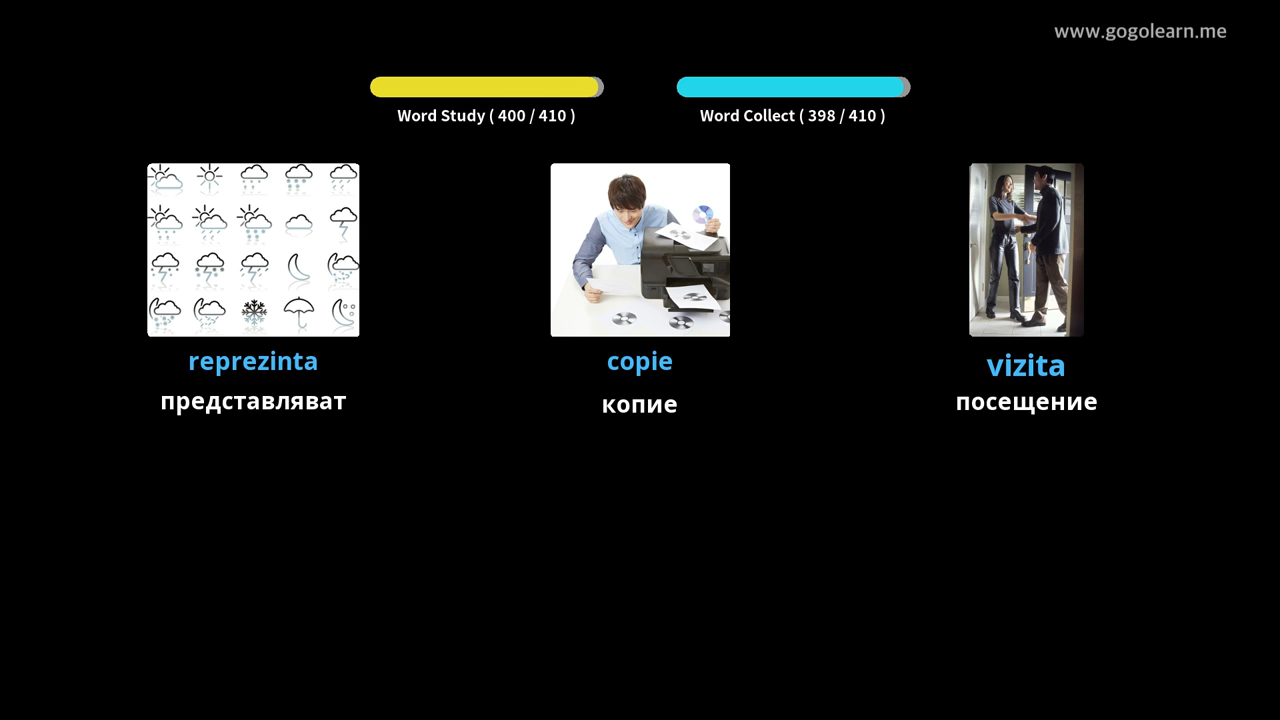 www.gogolearn.me
Word Study ( 400 / 410 )
Word Collect ( 398 / 410 )
reprezinta
copie
vizita
представляват
копие
посещение